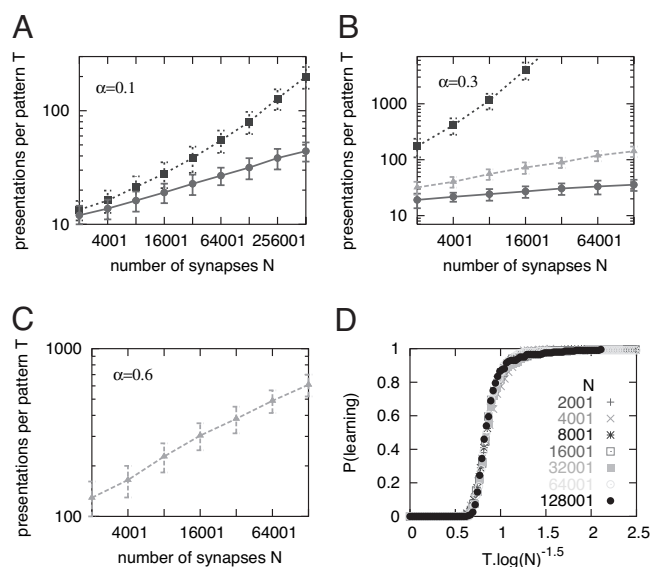 A
presentations per pattern T
α=0.1
100
10
4001 16001 64001 256001
number of synapses N
B
presentations per pattern T
α=0.3
1000
100
10
4001 16001 64001
number of synapses N
C
presentations per pattern T
α=0.6
1000
100
4001 16001 64001
number of synapses N
D
P(learning)
1
0.8
0.6
0.4
0.2
0
N
2001
4001
8001
16001
32001
64001
128001
0 0.5 1 1.5 2 2.5
T.log(N)-1.5